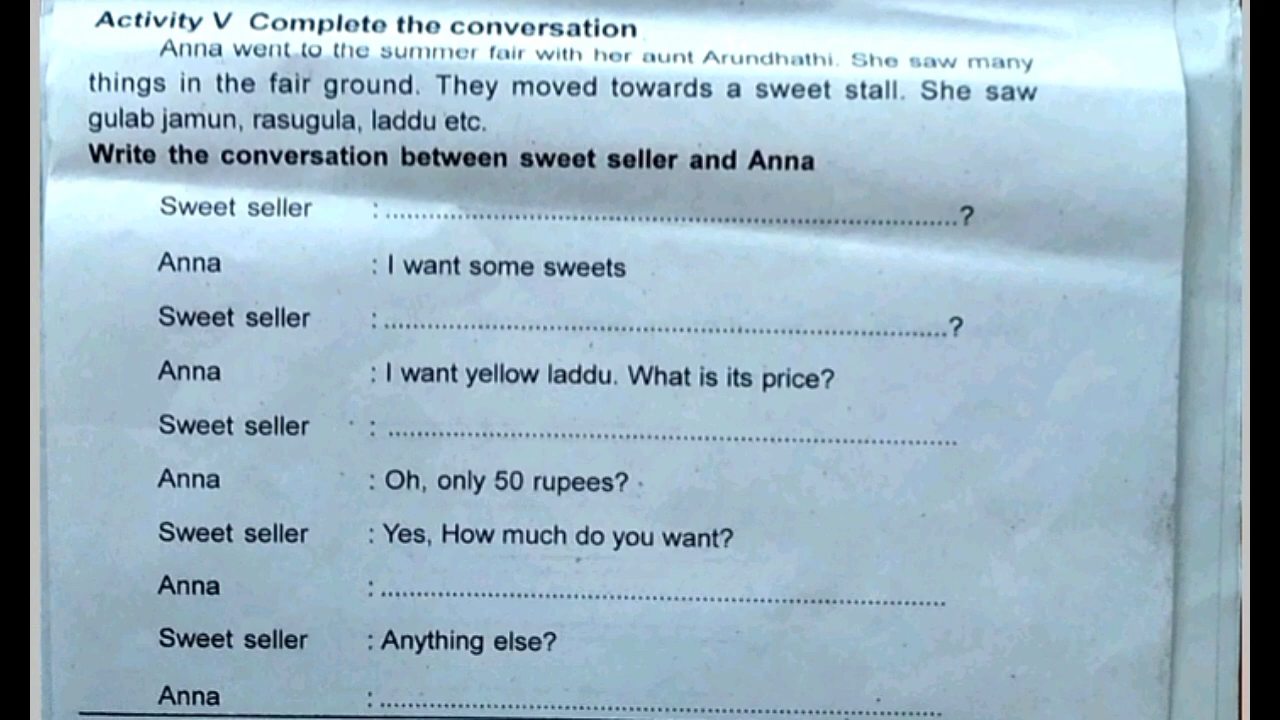 Activity V Complete the conversation
Anna went to the summer fair with her aunt Arundhathi. She saw many
things in the fair ground. They moved towards a sweet stall. She saw
gulab jamun, rasugula, laddu etc.
Write the conversation between sweet seller and Anna
Sweet seller : ..............................?
Anna : I want some sweets
Sweet seller : ..............................?
Anna : I want yellow laddu. What is its price?
Sweet seller : ..............................
Anna : Oh, only 50 rupees?
Sweet seller : Yes, How much do you want?
Anna : ..............................
Sweet seller : Anything else?
Anna : ..............................